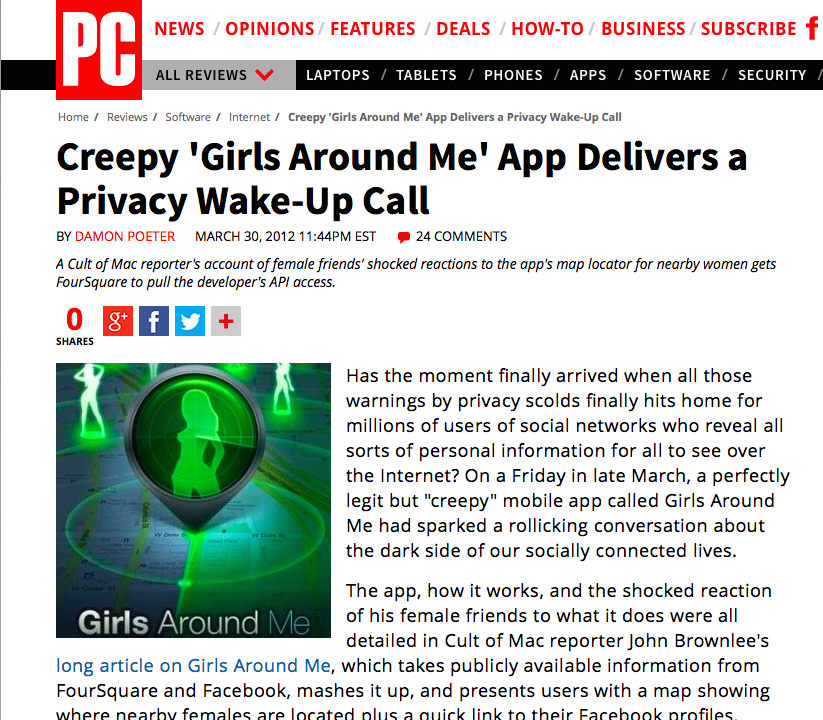 PC
NEWS / OPINIONS / FEATURES / DEALS / HOW-TO / BUSINESS / SUBSCRIBE f
ALL REVIEWS
LAPTOPS / TABLETS / PHONES / APPS / SOFTWARE / SECURITY /
Home / Reviews / Software / Internet / Creepy 'Girls Around Me' App Delivers a Privacy Wake-Up Call
Creepy 'Girls Around Me' App Delivers a
Privacy Wake-Up Call
BY DAMON POETER MARCH 30, 2012 11:44PM EST 24 COMMENTS
A Cult of Mac reporter's account of female friends' shocked reactions to the app's map locator for nearby women gets
FourSquare to pull the developer's API access.
0
SHARES
g+ f +
Girls Around Me
Has the moment finally arrived when all those
warnings by privacy scolds finally hits home for
millions of users of social networks who reveal all
sorts of personal information for all to see over
the Internet? On a Friday in late March, a perfectly
legit but "creepy" mobile app called Girls Around
Me had sparked a rollicking conversation about
the dark side of our socially connected lives.
The app, how it works, and the shocked reaction
of his female friends to what it does were all
detailed in Cult of Mac reporter John Brownlee's
long article on Girls Around Me, which takes publicly available information from
FourSquare and Facebook, mashes it up, and presents users with a map showing
where nearby females are located plus a quick link to their Facebook profiles.